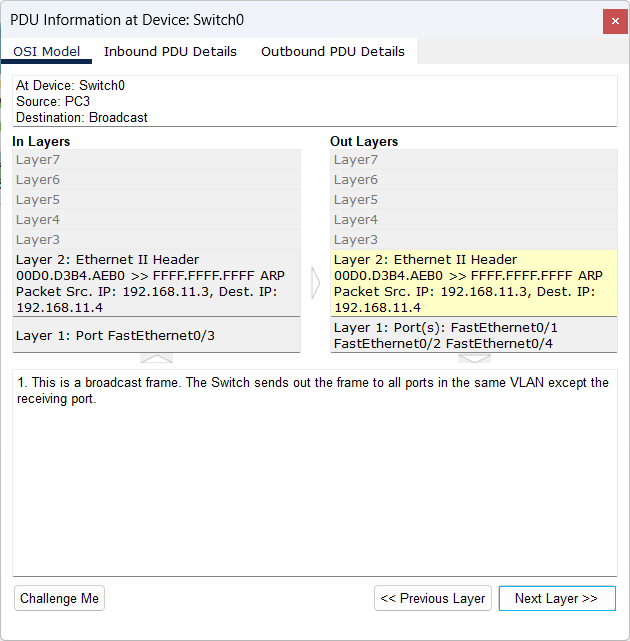 PDU Information at Device: Switch0
OSI Model Inbound PDU Details Outbound PDU Details
At Device: Switch0
Source: PC3
Destination: Broadcast
In Layers
Layer7
Layer6
Layer5
Layer4
Layer3
Layer 2: Ethernet II Header
00D0.D3B4.AEB0 >> FFFF.FFFF.FFFF ARP
Packet Src. IP: 192.168.11.3, Dest. IP:
192.168.11.4
Layer 1: Port FastEthernet0/3
Out Layers
Layer7
Layer6
Layer5
Layer4
Layer3
Layer 2: Ethernet II Header
00D0.D3B4.AEB0 >> FFFF.FFFF.FFFF ARP
Packet Src. IP: 192.168.11.3, Dest. IP:
192.168.11.4
Layer 1: Port(s): FastEthernet0/1
FastEthernet0/2 FastEthernet0/4
1. This is a broadcast frame. The Switch sends out the frame to all ports in the same VLAN except the
receiving port.
Challenge Me << Previous Layer Next Layer >>